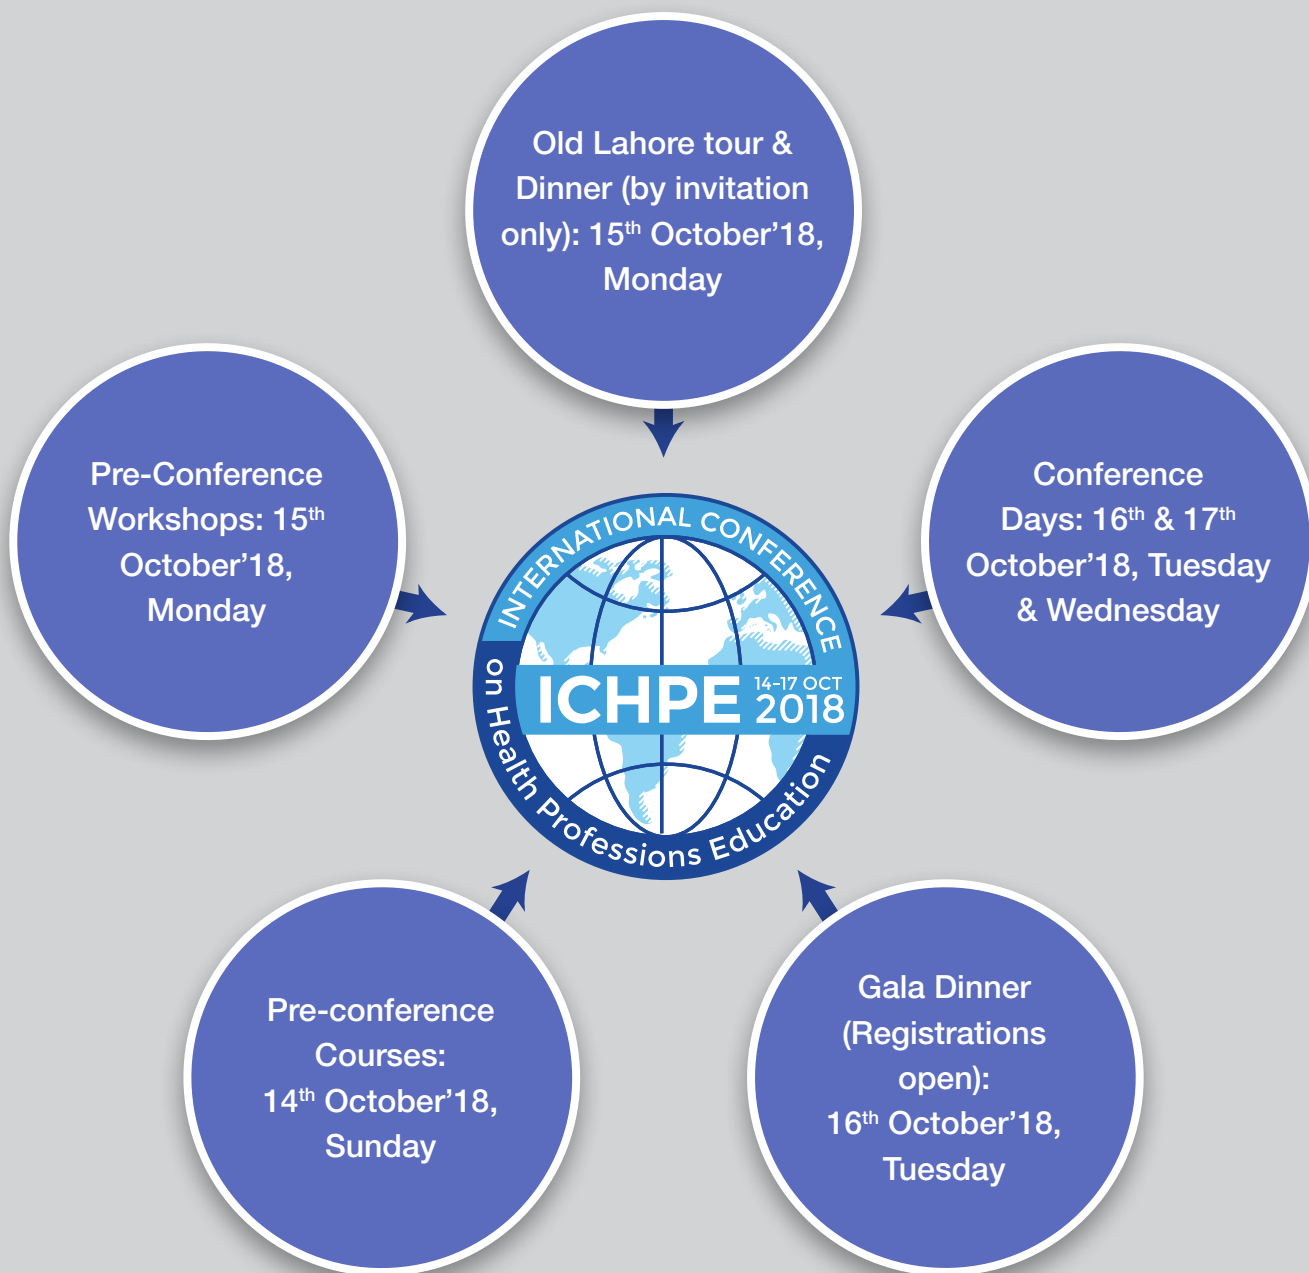 Old Lahore tour &
Dinner (by invitation
only): 15th October’18,
Monday
Pre-Conference
Workshops: 15th
October’18,
Monday
Conference
Days: 16th & 17th
October’18, Tuesday
& Wednesday
INTERNATIONAL CONFERENCE
ICHPE 14-17 OCT
2018
on Health Professions Education
Pre-conference
Courses:
14th October’18,
Sunday
Gala Dinner
(Registrations
open):
16th October’18,
Tuesday